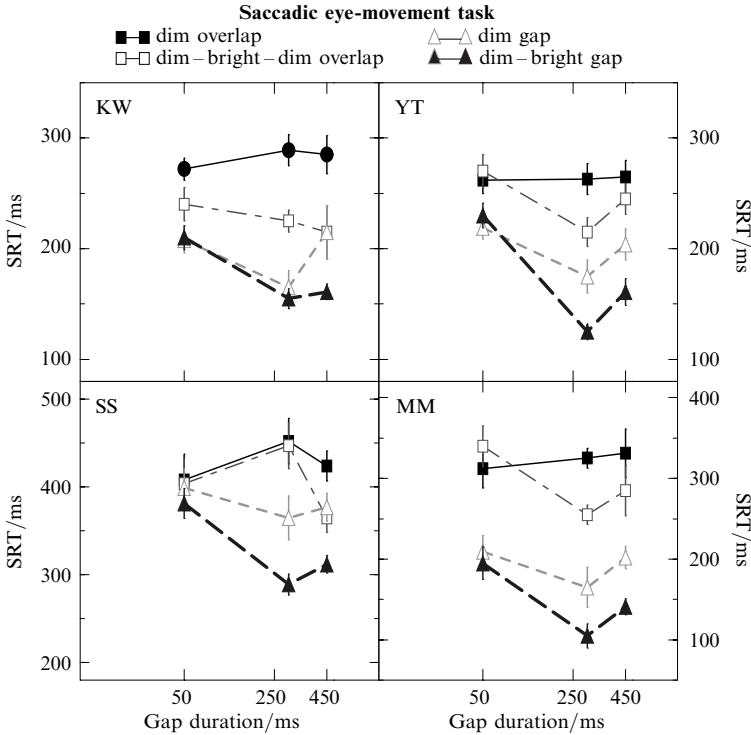 Saccadic eye-movement task
dim overlap
dim gap
dim – bright – dim overlap
dim – bright gap
KW
YT
300
200
100
SRT/ms
300
200
100
SRT/ms
SS
MM
500
400
300
200
SRT/ms
400
300
200
100
SRT/ms
50 250 450
50 250 450
Gap duration/ms
Gap duration/ms